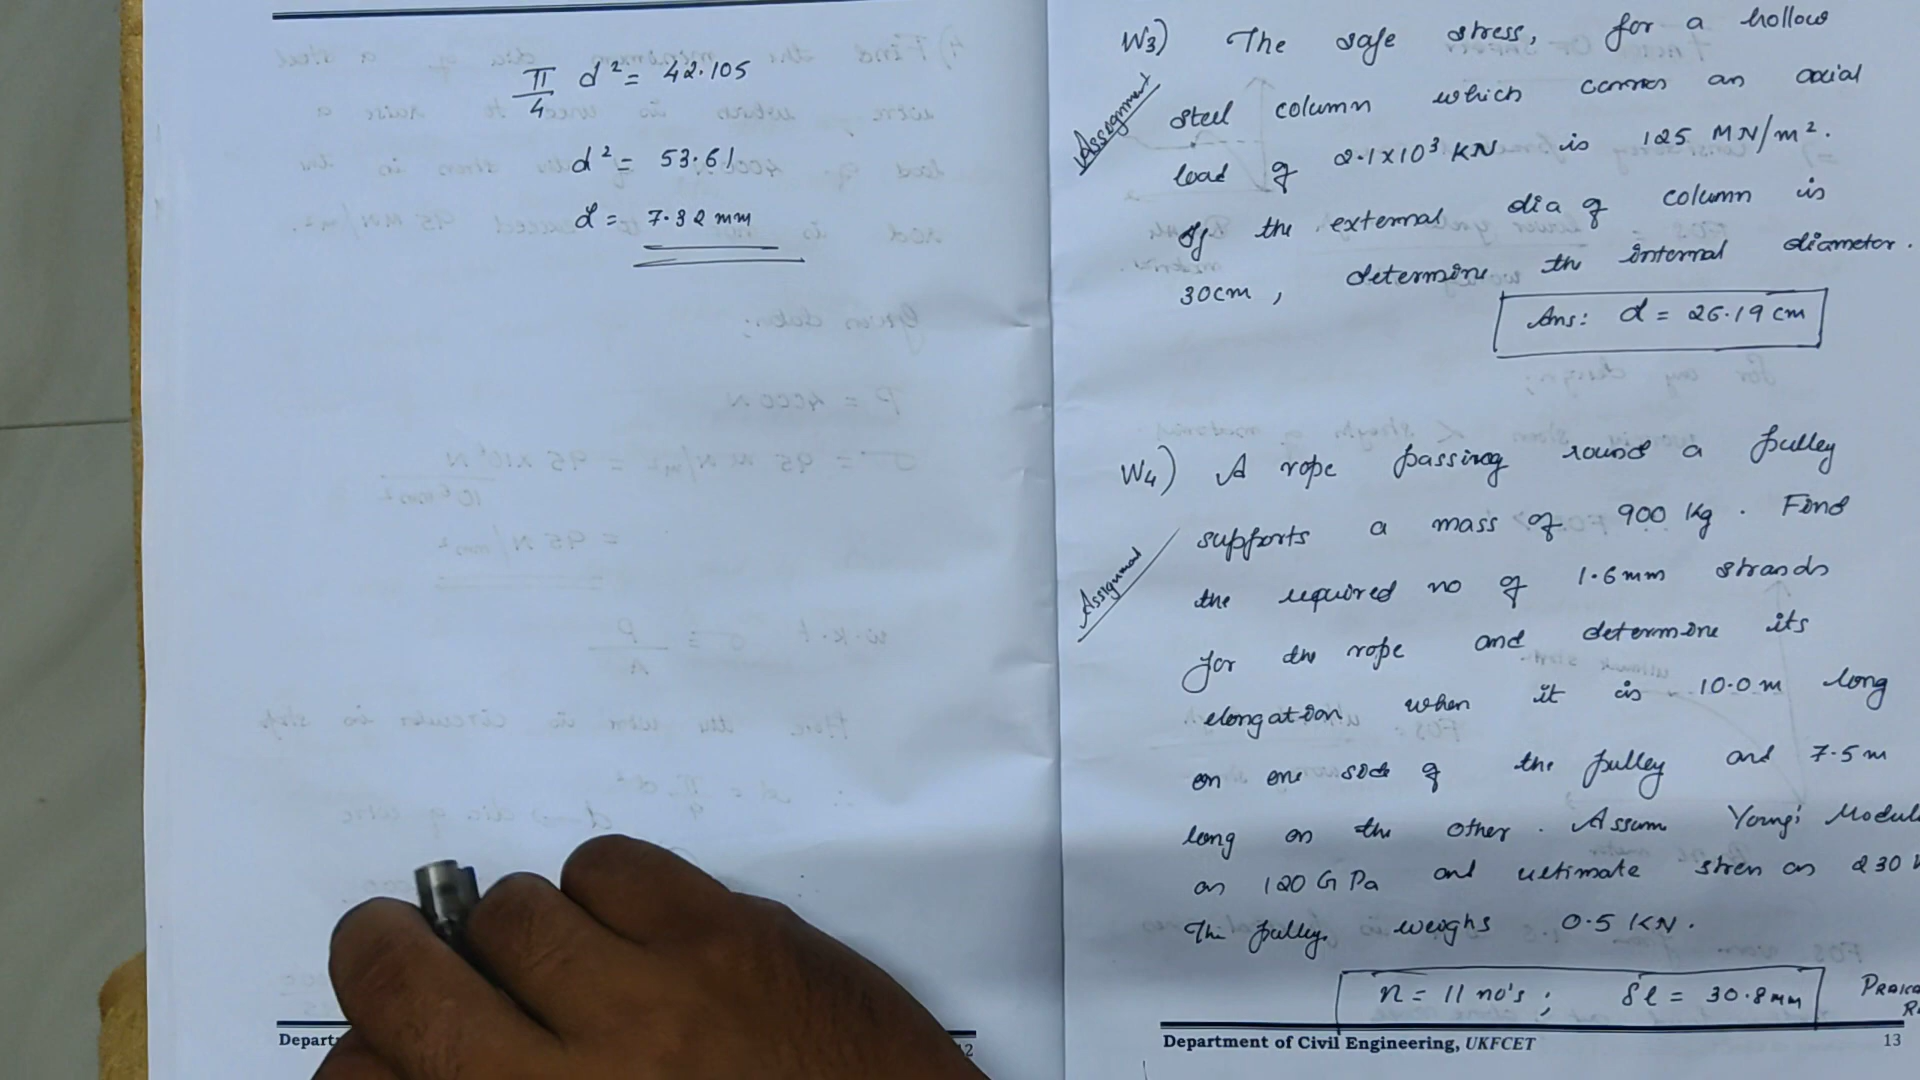 π/4 d² = 42.105
d² = 53.61
d = 7.32 mm
Depart
12
W3) The safe stress, for a hollow
Assignment
steel column which carries an axial
load of 2.1x10³ KN is 125 MN/m².
If the external dia of column is
30cm, determine the internal diameter.
Ans: d = 26.19 cm
W4) A rope passing round a pulley
Assignment
supports a mass of 900 Kg. Find
the required no of 1.6mm strands
for the rope and determine its
elongation when it is 10.0 m long
on one side of the pulley and 7.5 m
long on the other. Assum Young's Modul
as 120 GPa and ultimate stress as 230
The pulley weighs 0.5 KN.
n = 11 no's; δl = 30.8mm
Department of Civil Engineering, UKFCET
13